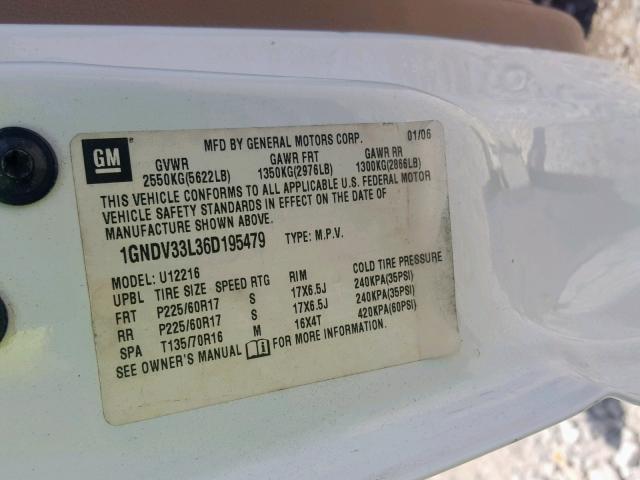 GM MFD BY GENERAL MOTORS CORP. 01/06
GVWR GAWR FRT GAWR RR
2550KG(5622LB) 1350KG(2976LB) 1300KG(2866LB)
THIS VEHICLE CONFORMS TO ALL APPLICABLE U.S. FEDERAL MOTOR
VEHICLE SAFETY STANDARDS IN EFFECT ON THE DATE OF
MANUFACTURE SHOWN ABOVE.
1GNDV33L36D195479 TYPE: M.P.V.
MODEL: U12216
UPBL TIRE SIZE SPEED RTG RIM COLD TIRE PRESSURE
FRT P225/60R17 S 17X6.5J 240KPA(35PSI)
RR P225/60R17 S 17X6.5J 240KPA(35PSI)
SPA T135/70R16 M 16X4T 420KPA(60PSI)
SEE OWNER'S MANUAL FOR MORE INFORMATION.